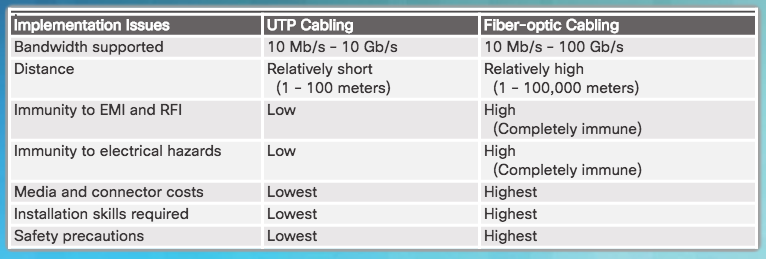 Implementation Issues UTP Cabling Fiber-optic Cabling
Bandwidth supported 10 Mb/s - 10 Gb/s 10 Mb/s - 100 Gb/s
Distance Relatively short Relatively high
(1 - 100 meters) (1 - 100,000 meters)
Immunity to EMI and RFI Low High
(Completely immune)
Immunity to electrical hazards Low High
(Completely immune)
Media and connector costs Lowest Highest
Installation skills required Lowest Highest
Safety precautions Lowest Highest